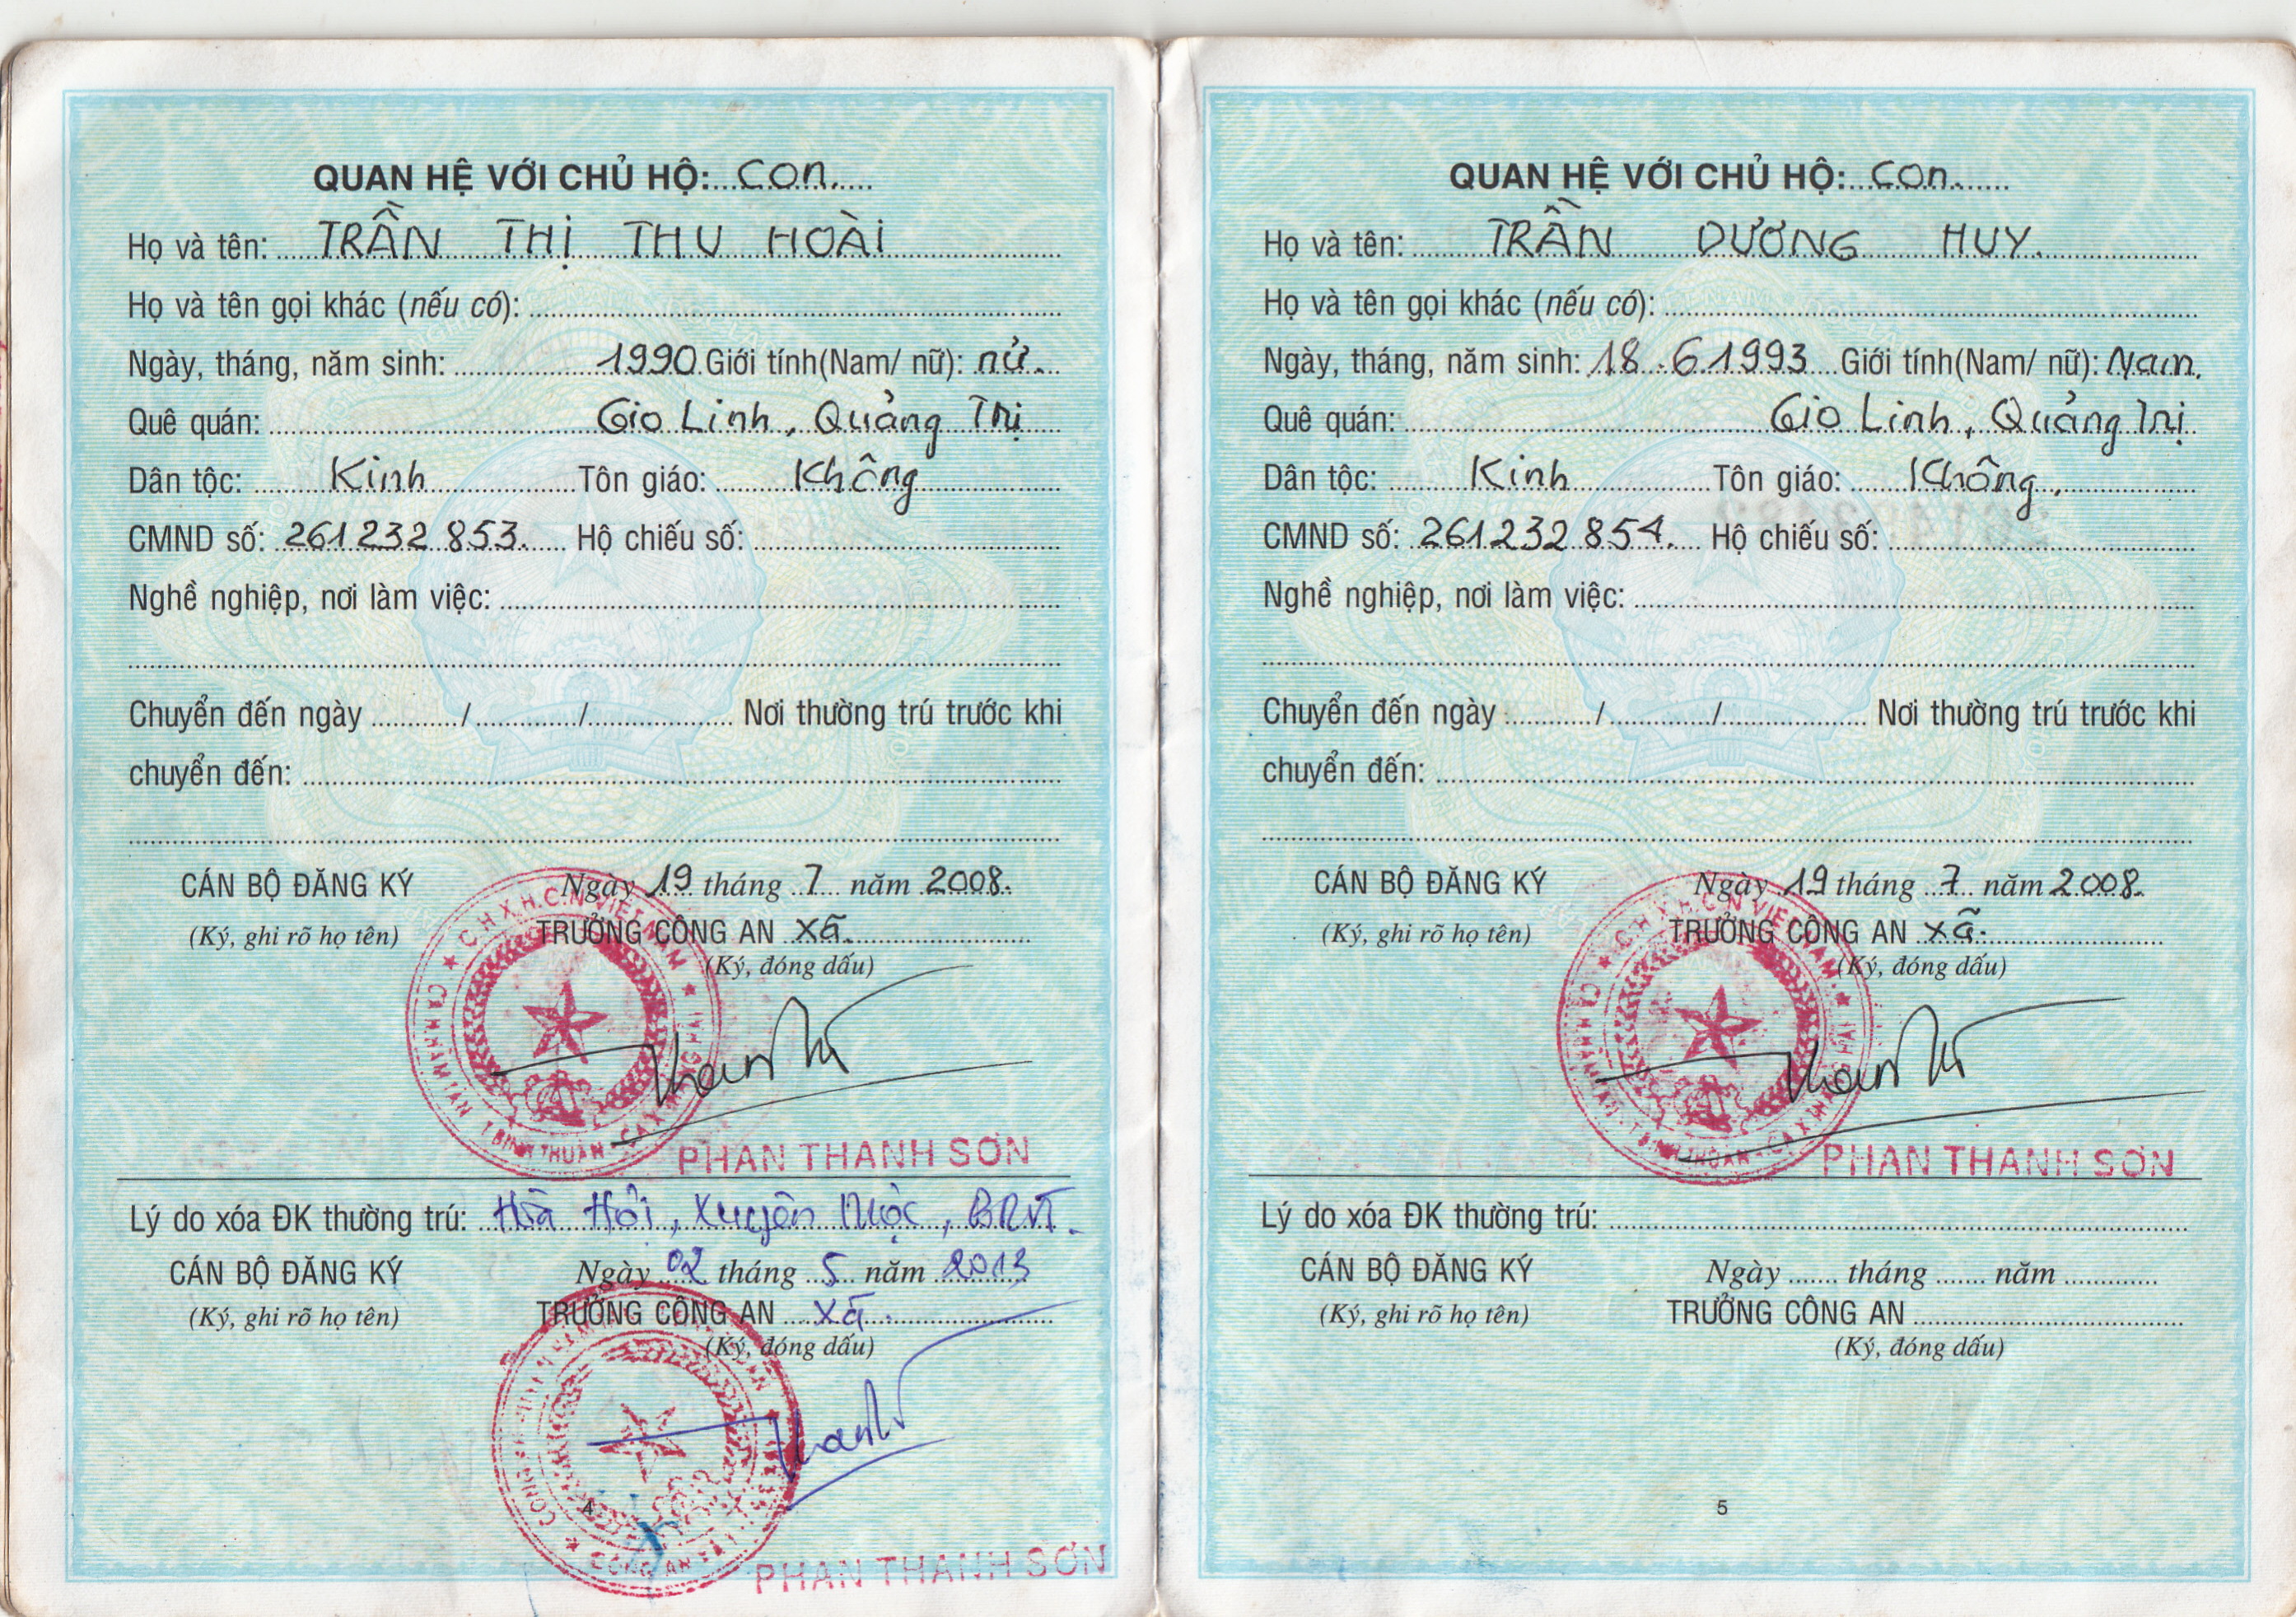 QUAN HỆ VỚI CHỦ HỘ: con.
Họ và tên: TRẦN THỊ THU HOÀI
Họ và tên gọi khác (nếu có):
Ngày, tháng, năm sinh: 1990 Giới tính(Nam/ nữ): nử.
Quê quán: Gio Linh, Quảng Trị
Dân tộc: Kinh Tôn giáo: Không
CMND số: 261232853. Hộ chiếu số:
Nghề nghiệp, nơi làm việc:
Chuyển đến ngày / / Nơi thường trú trước khi
chuyển đến:
CÁN BỘ ĐĂNG KÝ Ngày 19 tháng 7 năm 2008.
(Ký, ghi rõ họ tên) TRƯỞNG CÔNG AN xã.
(Ký, đóng dấu)
C.H.X.H.C.N VIỆT NAM
T.BÌNH THUẬN
PHAN THANH SƠN
Lý do xóa ĐK thường trú: Hòa Hội, Xuyên Mộc, BRVT.
CÁN BỘ ĐĂNG KÝ Ngày 02 tháng 5 năm 2013
(Ký, ghi rõ họ tên) TRƯỞNG CÔNG AN xã.
(Ký, đóng dấu)
4
PHAN THANH SƠN
QUAN HỆ VỚI CHỦ HỘ: con.
Họ và tên: TRẦN DƯƠNG HUY.
Họ và tên gọi khác (nếu có):
Ngày, tháng, năm sinh: 18.6 1993 Giới tính(Nam/ nữ): Nam.
Quê quán: Gio Linh, Quảng Trị
Dân tộc: Kinh Tôn giáo: Không.
CMND số: 261232854. Hộ chiếu số:
Nghề nghiệp, nơi làm việc:
Chuyển đến ngày / / Nơi thường trú trước khi
chuyển đến:
CÁN BỘ ĐĂNG KÝ Ngày 19 tháng 7 năm 2008.
(Ký, ghi rõ họ tên) TRƯỞNG CÔNG AN xã.
(Ký, đóng dấu)
C.H.X.H.C.N VIỆT NAM
PHAN THANH SƠN
Lý do xóa ĐK thường trú:
CÁN BỘ ĐĂNG KÝ Ngày tháng năm
(Ký, ghi rõ họ tên) TRƯỞNG CÔNG AN
(Ký, đóng dấu)
5